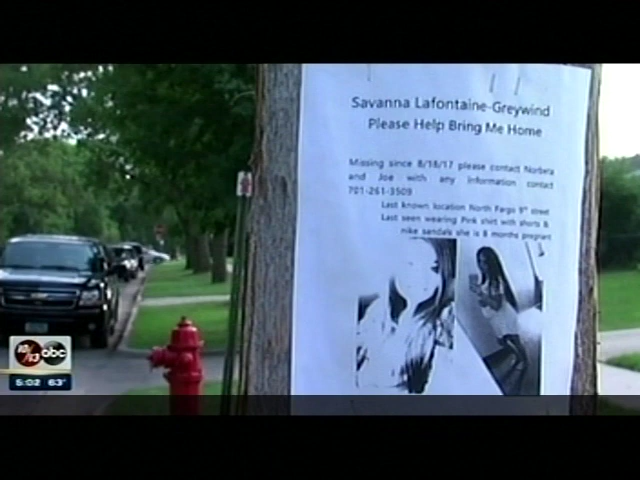 Savanna Lafontaine-Greywind
Please Help Bring Me Home
Missing since 8/18/17 please contact Norbera
and Joe with any information contact
701-261-3509
Last known location North Fargo 9th street
Last seen wearing Pink shirt with shorts &
nike sandals she is 8 months pregnant
10/13 abc
5:02 63°